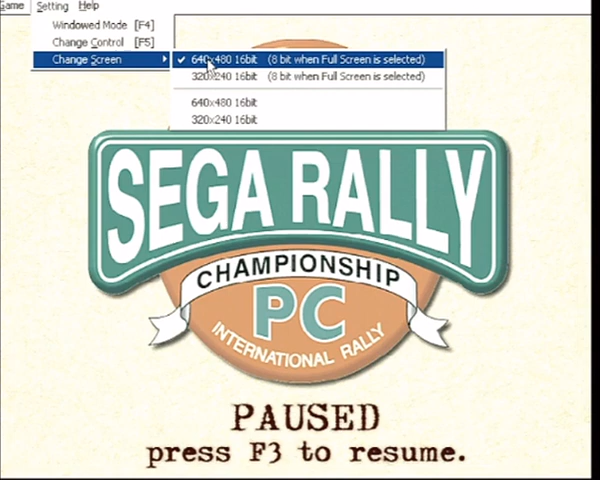 Game Setting Help
Windowed Mode [F4]
Change Control [F5]
Change Screen
640x480 16bit (8 bit when Full Screen is selected)
320x240 16bit (8 bit when Full Screen is selected)
640x480 16bit
320x240 16bit
SEGA RALLY
CHAMPIONSHIP
PC
INTERNATIONAL RALLY
PAUSED
press F3 to resume.